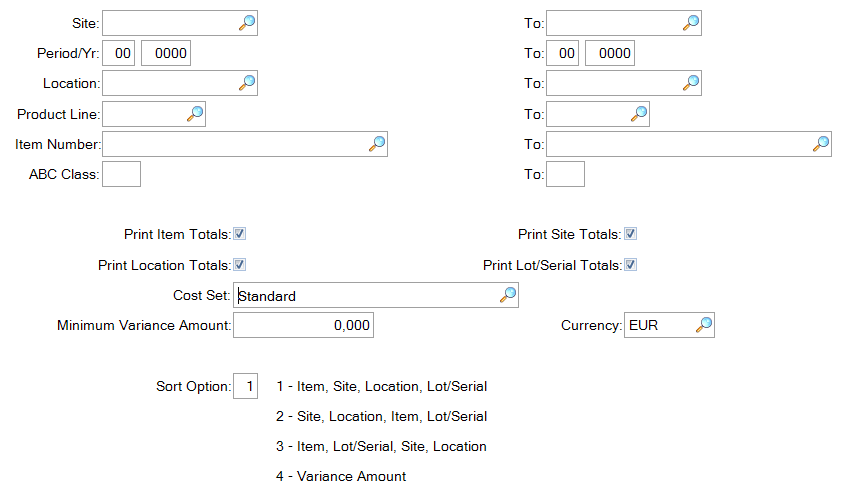 Site: To:
Period/Yr: 00 0000 To: 00 0000
Location: To:
Product Line: To:
Item Number: To:
ABC Class: To:
Print Item Totals: Print Site Totals:
Print Location Totals: Print Lot/Serial Totals:
Cost Set: Standard
Minimum Variance Amount: 0,000 Currency: EUR
Sort Option: 1 1 - Item, Site, Location, Lot/Serial
2 - Site, Location, Item, Lot/Serial
3 - Item, Lot/Serial, Site, Location
4 - Variance Amount